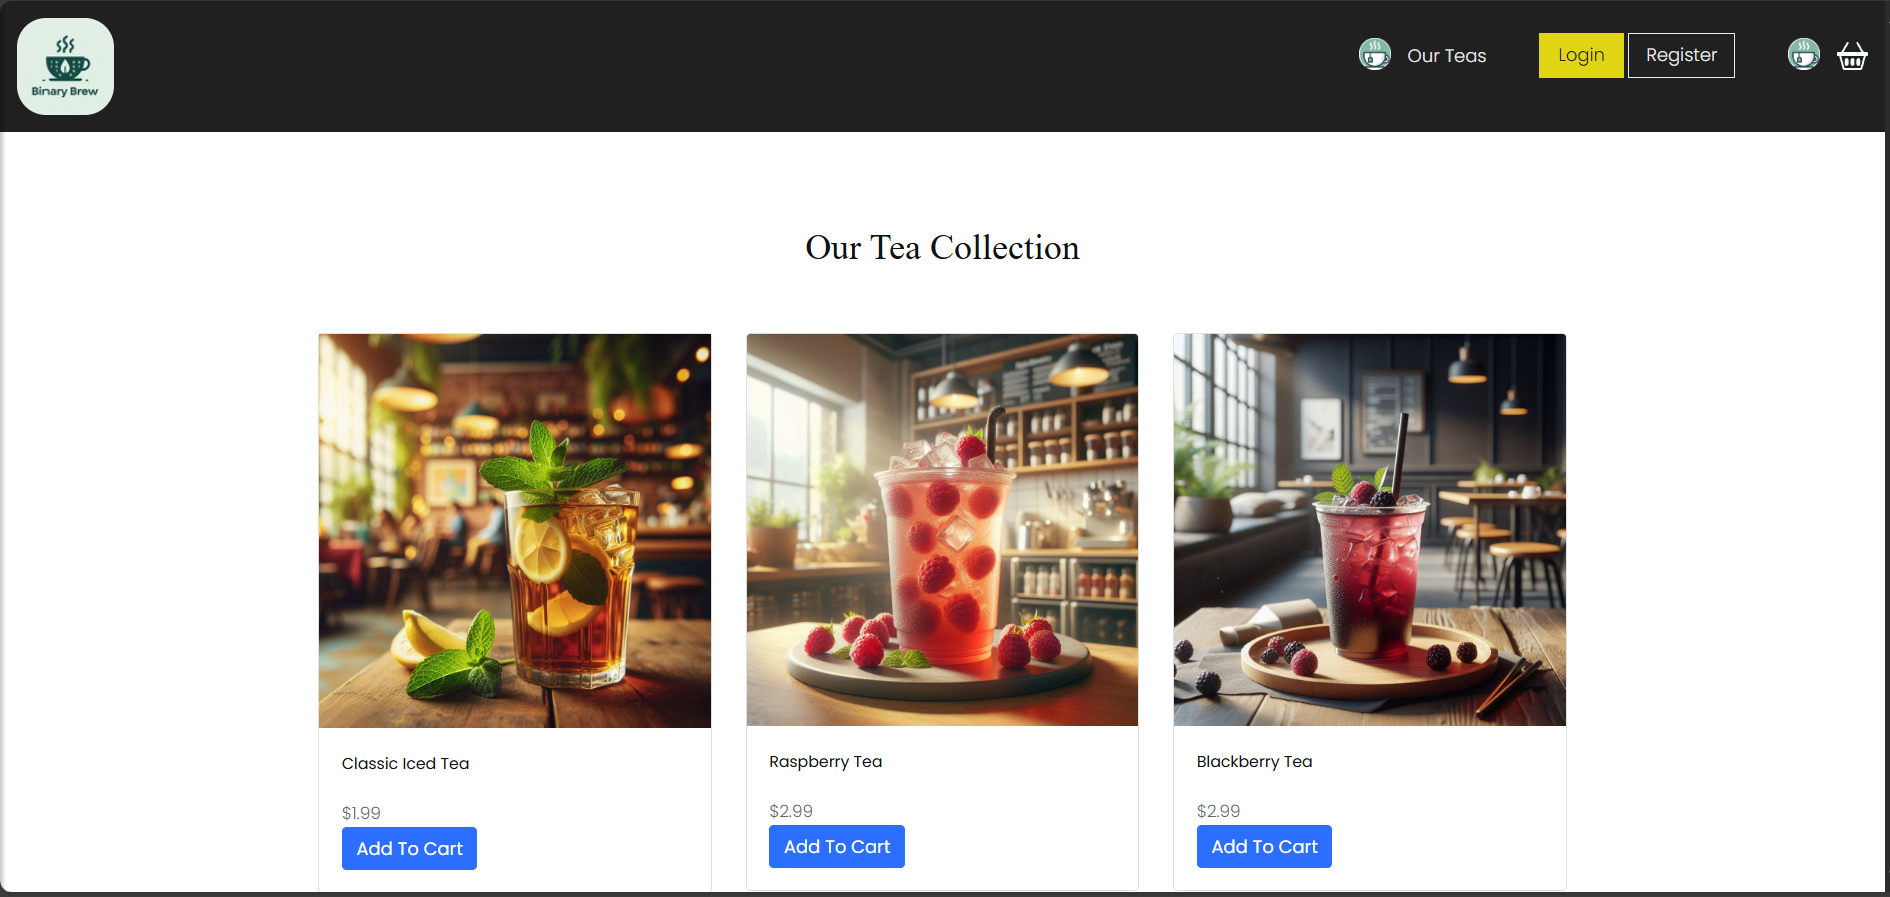 Binary Brew
Our Teas
Login
Register
Our Tea Collection
Classic Iced Tea
$1.99
Add To Cart
Raspberry Tea
$2.99
Add To Cart
Blackberry Tea
$2.99
Add To Cart